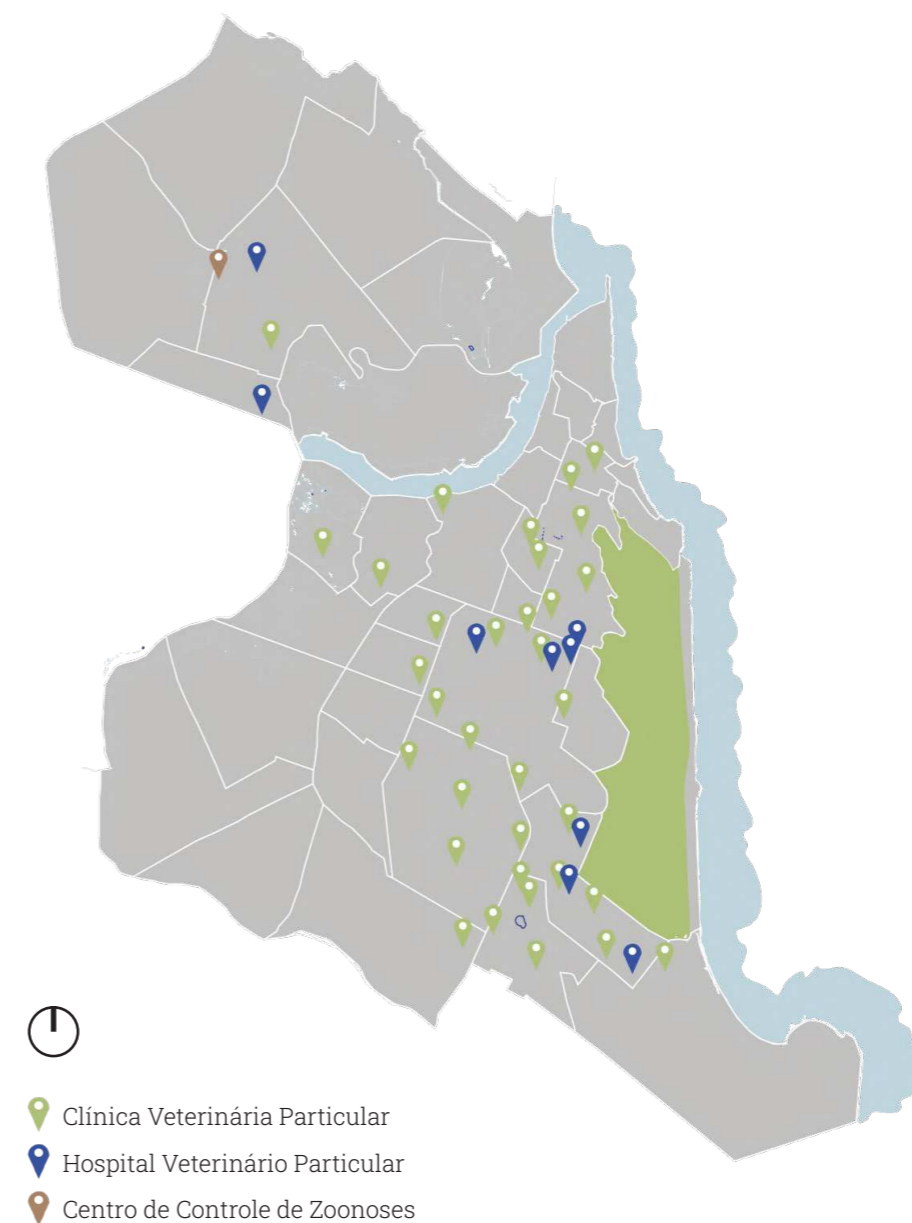 Clínica Veterinária Particular
Hospital Veterinário Particular
Centro de Controle de Zoonoses